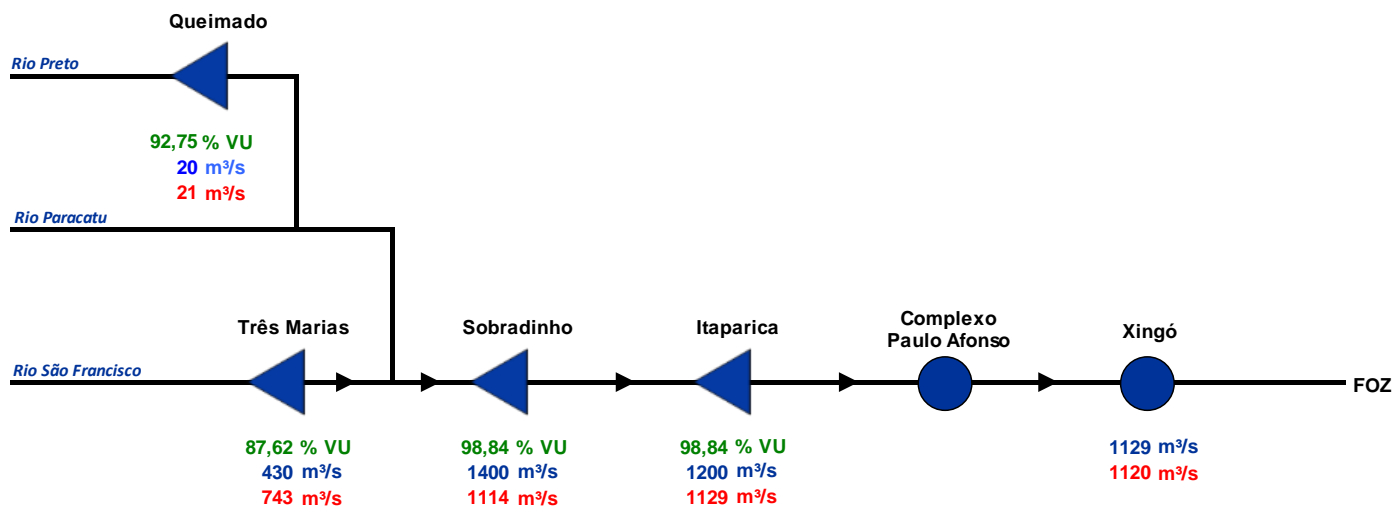 Queimado
Rio Preto
92,75 % VU
20 m³/s
21 m³/s
Rio Paracatu
Três Marias
Sobradinho
Itaparica
Complexo
Paulo Afonso
Xingó
Rio São Francisco
FOZ
87,62 % VU
430 m³/s
743 m³/s
98,84 % VU
1400 m³/s
1114 m³/s
98,84 % VU
1200 m³/s
1129 m³/s
1129 m³/s
1120 m³/s